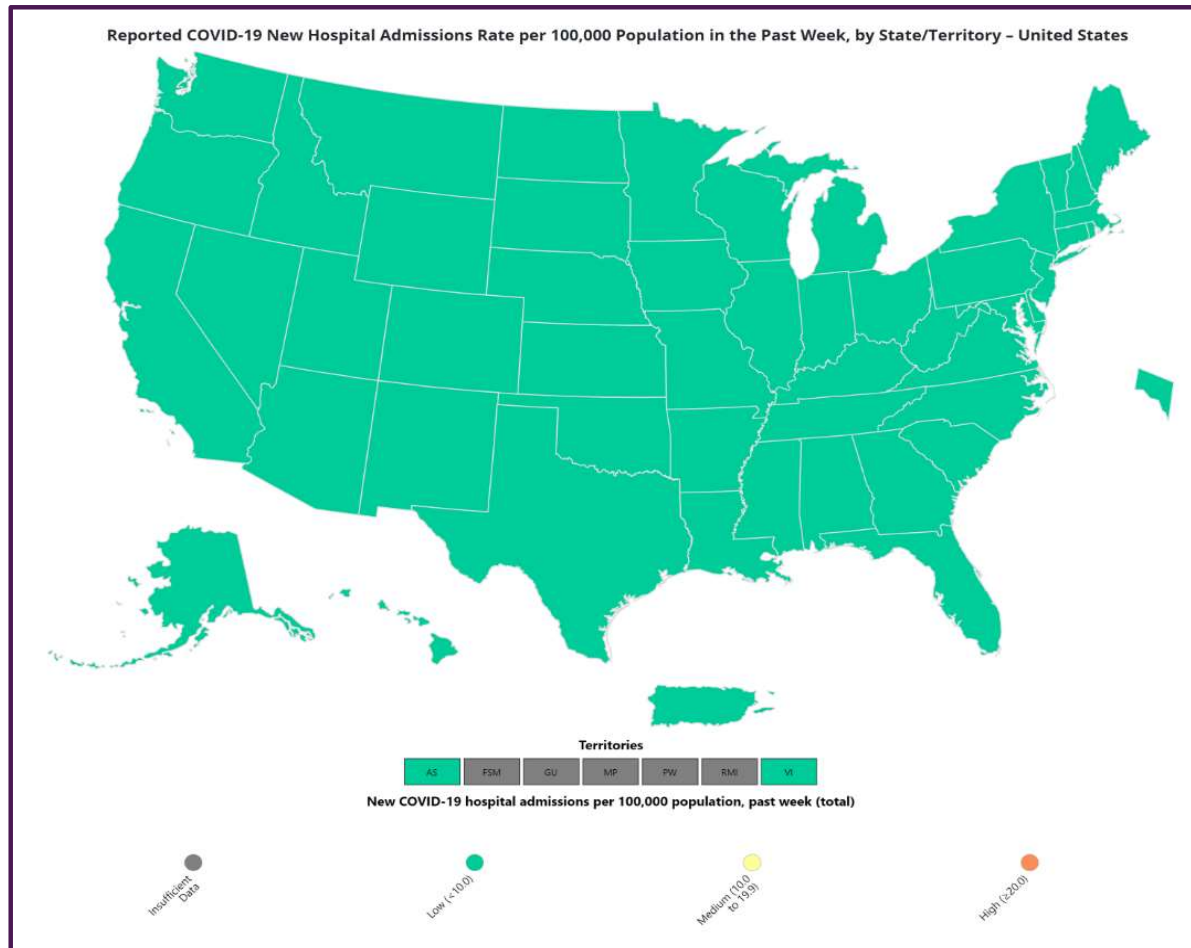 Reported COVID-19 New Hospital Admissions Rate per 100,000 Population in the Past Week, by State/Territory – United States
Territories
AS FSM GU MP PW RMI VI
New COVID-19 hospital admissions per 100,000 population, past week (total)
Insufficient
Data
Low (<10.0)
Medium (10.0
to 19.9)
High (≥20.0)